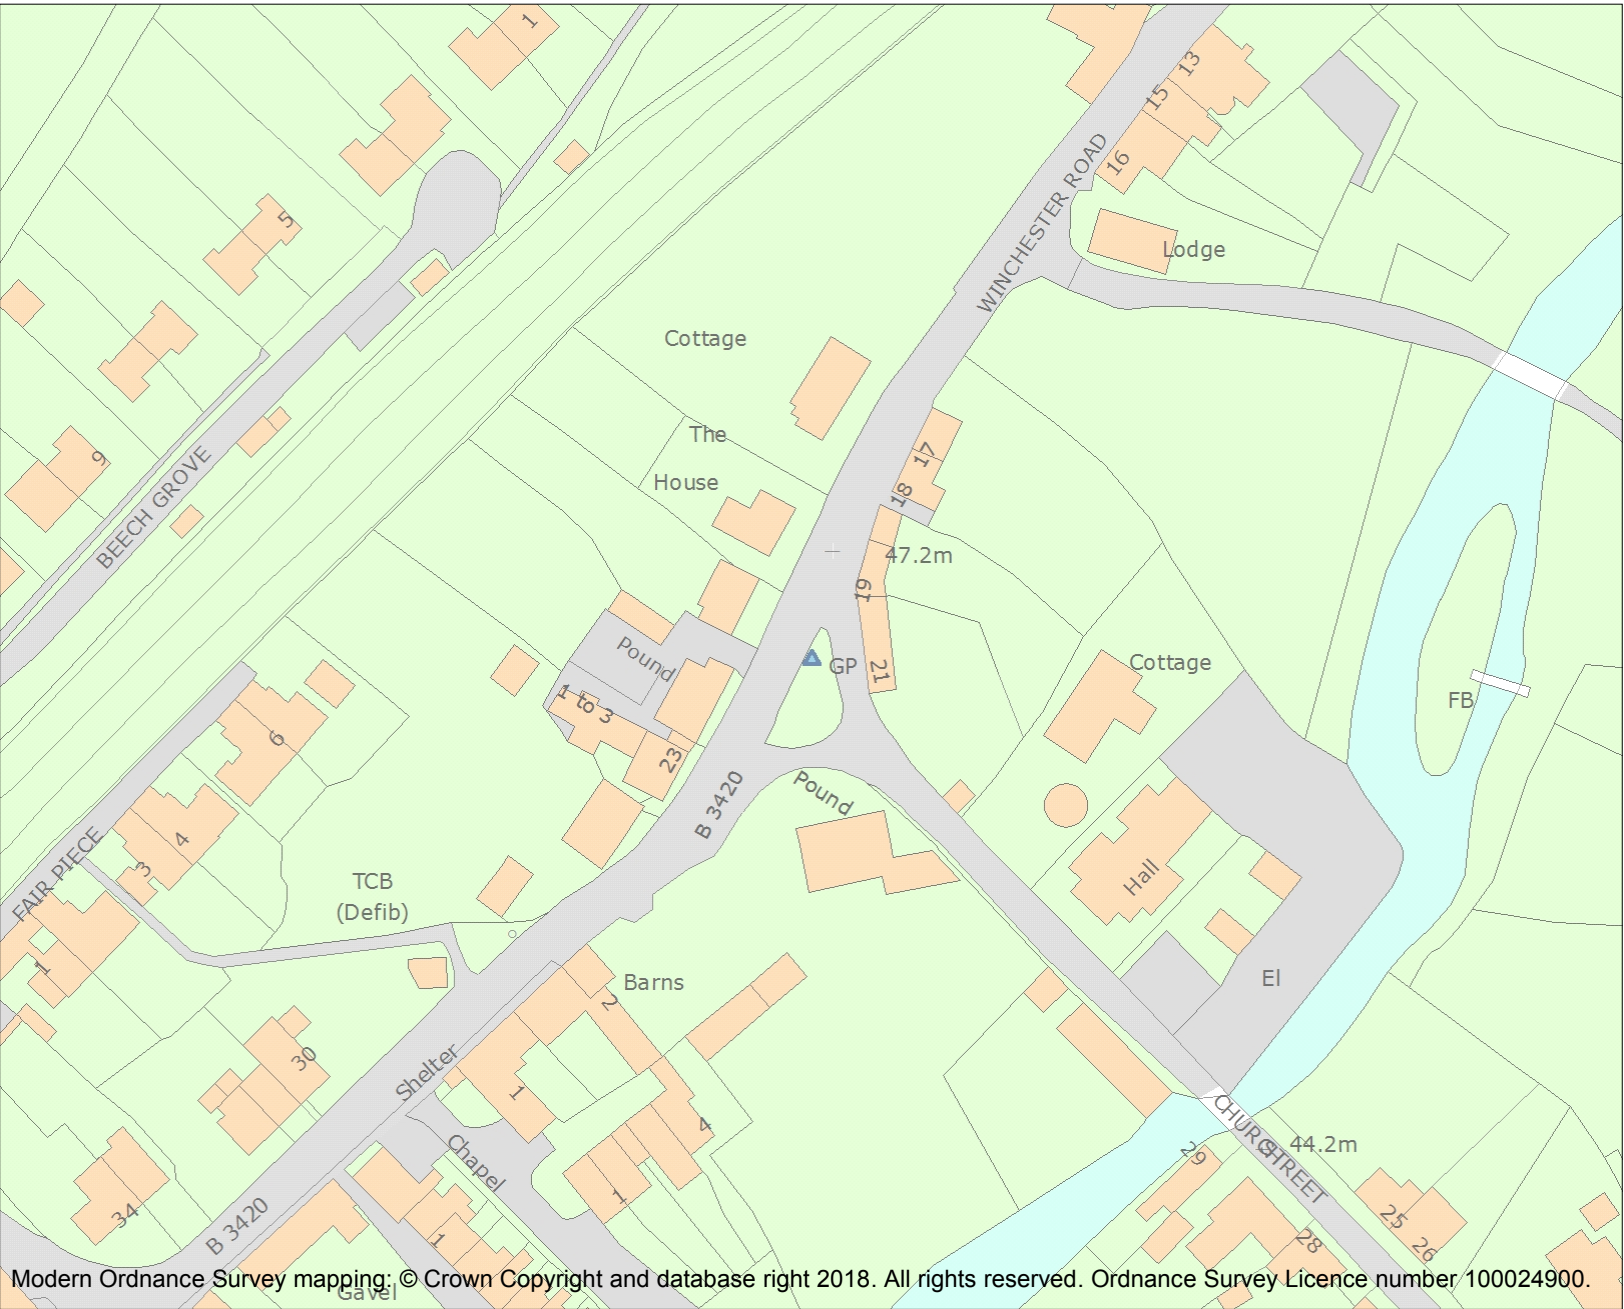 1
13
15
16
WINCHESTER ROAD
5
Lodge
Cottage
The
House
17
18
9
BEECH GROVE
47.2m
19
Pound
GP
21
Cottage
1 to 3
FB
6
23
B 3420
Pound
4
3
FAIR PIECE
TCB
(Defib)
Hall
1
Barns
2
El
30
Shelter
1
4
Chapel
CHURCH STREET
44.2m
29
1
34
B 3420
1
25
26
28
Modern Ordnance Survey mapping: © Crown Copyright and database right 2018. All rights reserved. Ordnance Survey Licence number 100024900.
Gavel